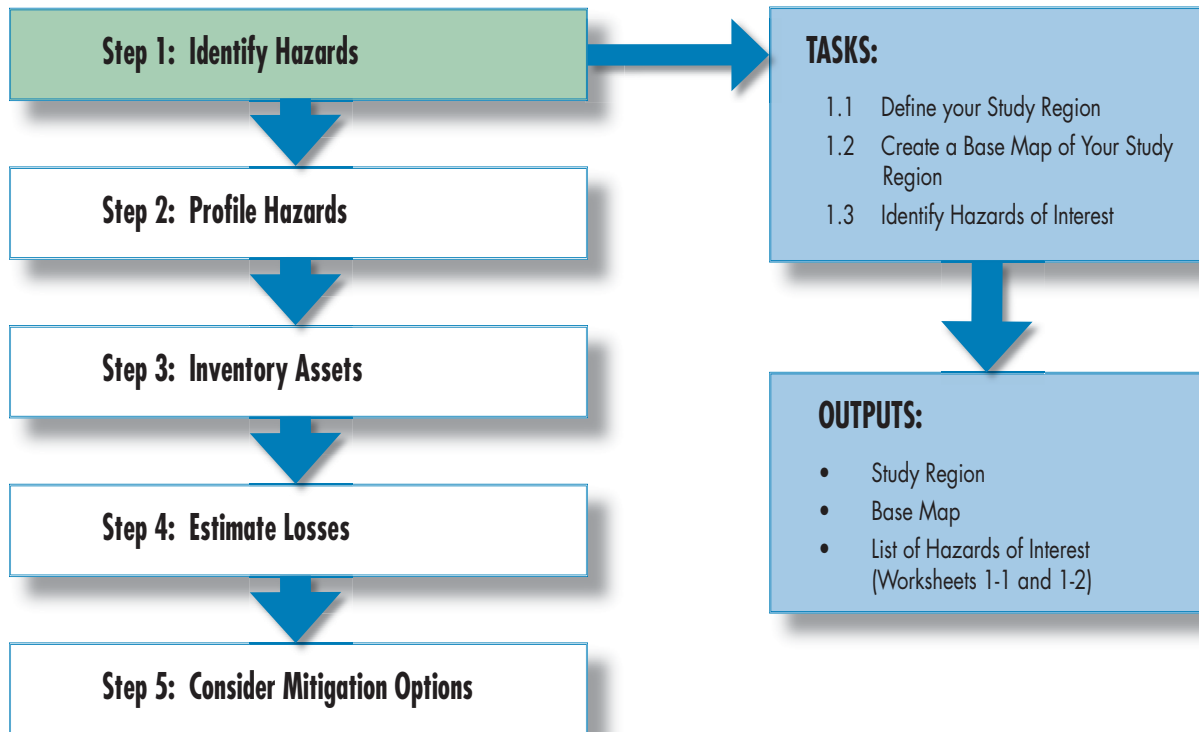 Step 1: Identify Hazards
Step 2: Profile Hazards
Step 3: Inventory Assets
Step 4: Estimate Losses
Step 5: Consider Mitigation Options
TASKS:
1.1 Define your Study Region
1.2 Create a Base Map of Your Study
Region
1.3 Identify Hazards of Interest
OUTPUTS:
• Study Region
• Base Map
• List of Hazards of Interest
(Worksheets 1-1 and 1-2)